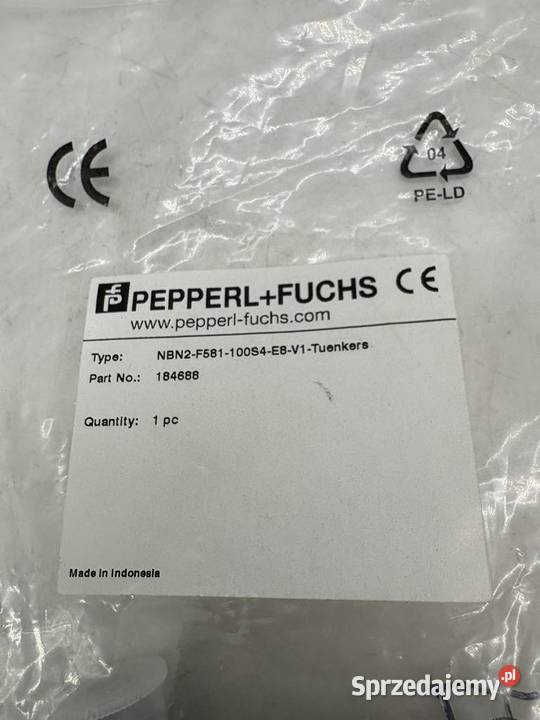 CE
04
PE-LD
PEPPERL+FUCHS CE
www.pepperl-fuchs.com
Type: NBN2-F581-100S4-E8-V1-Tuenkers
Part No.: 184688
Quantity: 1 pc
Made in Indonesia
Sprzedajemy.pl